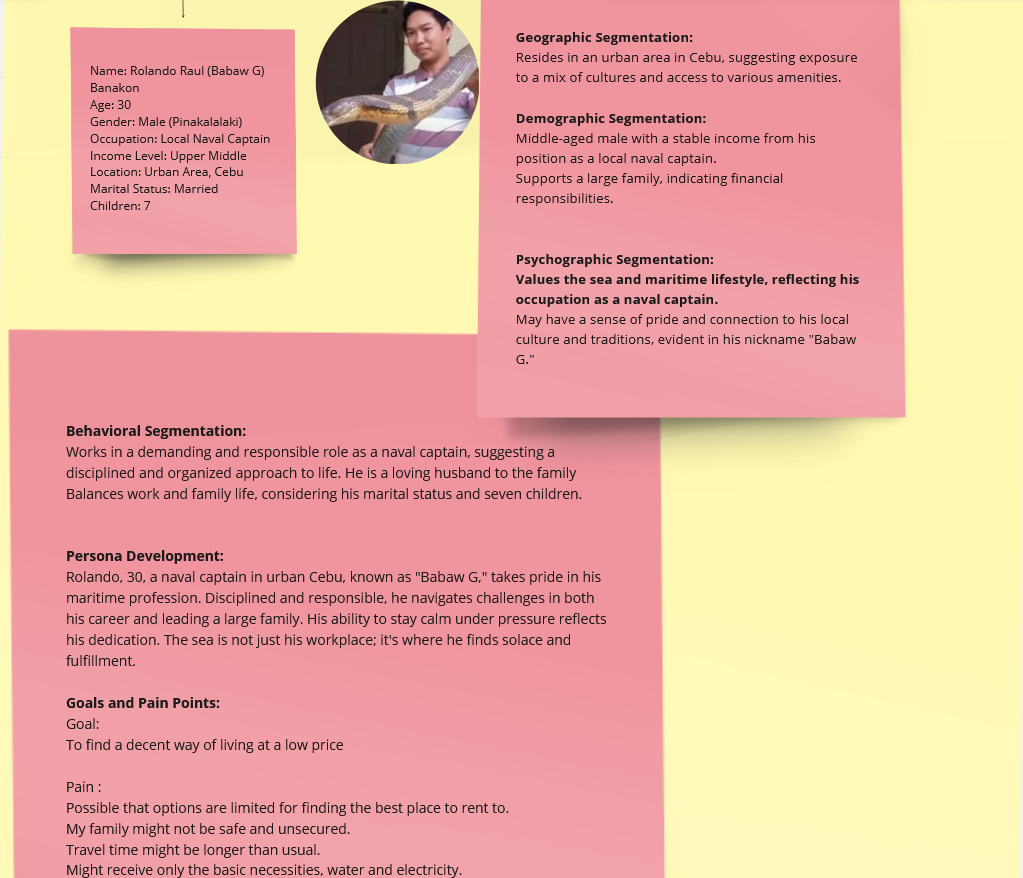 Name: Rolando Raul (Babaw G)
Banakon
Age: 30
Gender: Male (Pinakalalaki)
Occupation: Local Naval Captain
Income Level: Upper Middle
Location: Urban Area, Cebu
Marital Status: Married
Children: 7
Geographic Segmentation:
Resides in an urban area in Cebu, suggesting exposure
to a mix of cultures and access to various amenities.
Demographic Segmentation:
Middle-aged male with a stable income from his
position as a local naval captain.
Supports a large family, indicating financial
responsibilities.
Psychographic Segmentation:
Values the sea and maritime lifestyle, reflecting his
occupation as a naval captain.
May have a sense of pride and connection to his local
culture and traditions, evident in his nickname "Babaw
G."
Behavioral Segmentation:
Works in a demanding and responsible role as a naval captain, suggesting a
disciplined and organized approach to life. He is a loving husband to the family
Balances work and family life, considering his marital status and seven children.
Persona Development:
Rolando, 30, a naval captain in urban Cebu, known as "Babaw G," takes pride in his
maritime profession. Disciplined and responsible, he navigates challenges in both
his career and leading a large family. His ability to stay calm under pressure reflects
his dedication. The sea is not just his workplace; it's where he finds solace and
fulfillment.
Goals and Pain Points:
Goal:
To find a decent way of living at a low price
Pain :
Possible that options are limited for finding the best place to rent to.
My family might not be safe and unsecured.
Travel time might be longer than usual.
Might receive only the basic necessities, water and electricity.